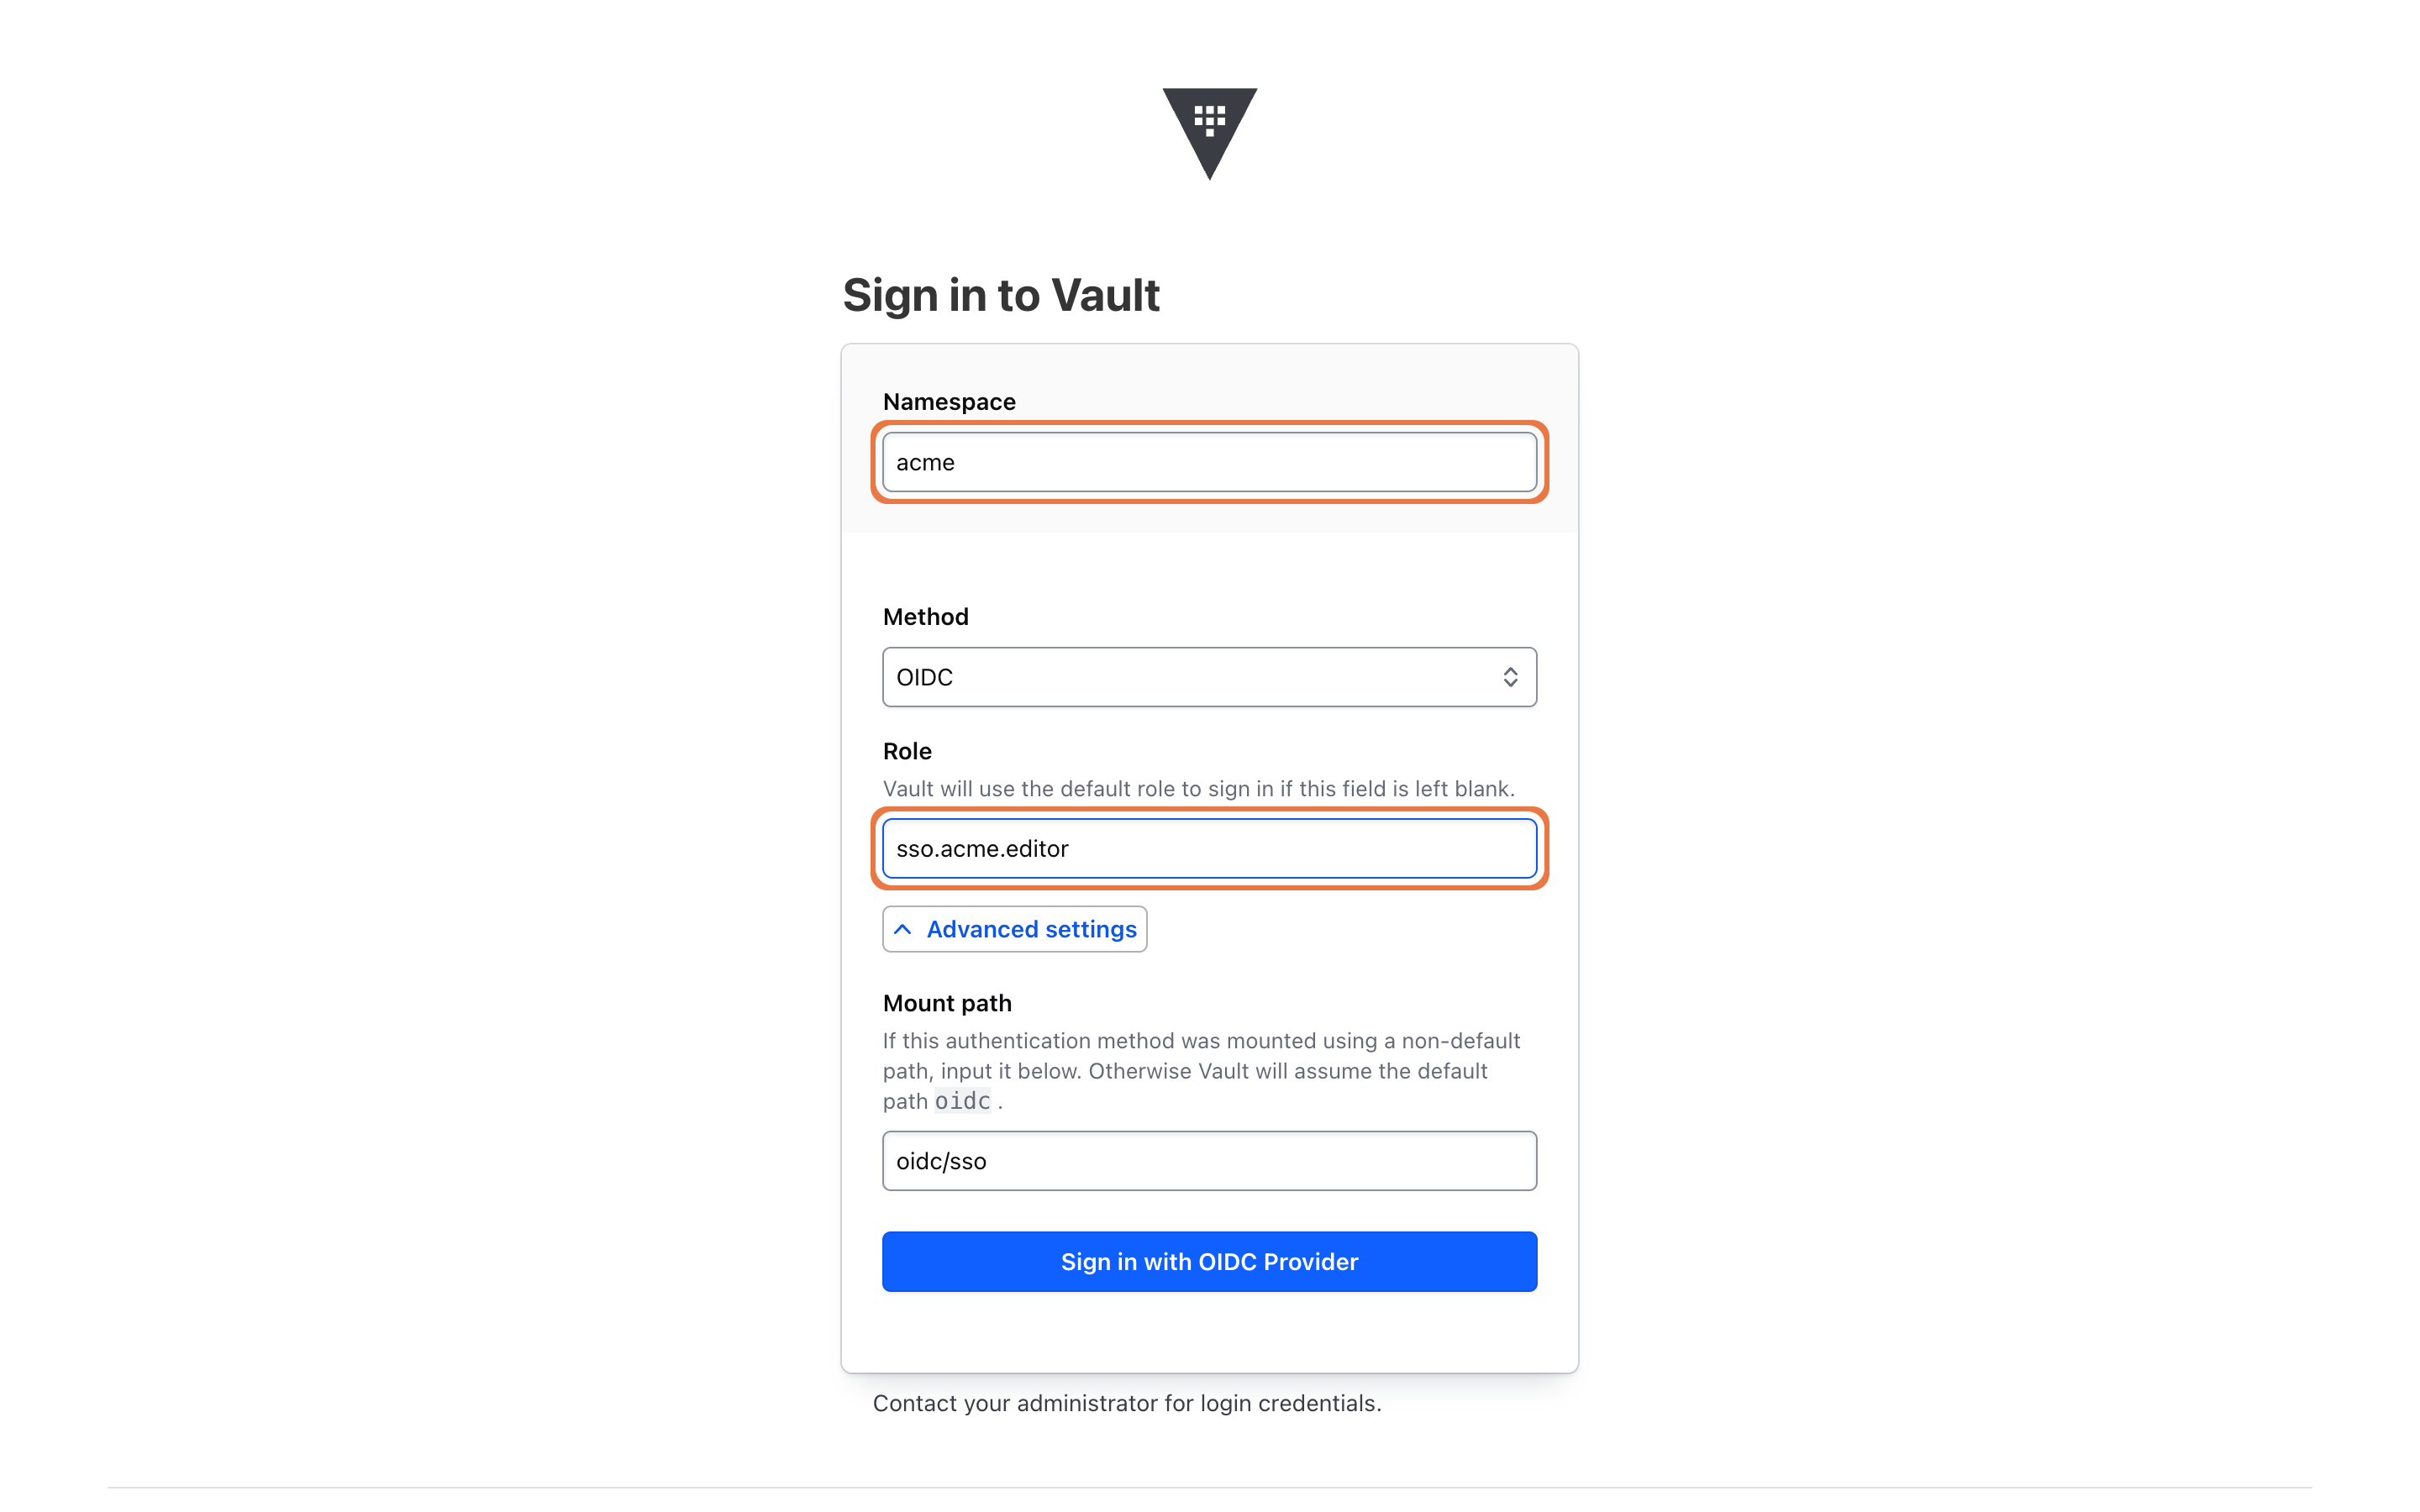 Sign in to Vault
Namespace
acme
Method
OIDC
Role
Vault will use the default role to sign in if this field is left blank.
sso.acme.editor
Advanced settings
Mount path
If this authentication method was mounted using a non-default
path, input it below. Otherwise Vault will assume the default
path oidc .
oidc/sso
Sign in with OIDC Provider
Contact your administrator for login credentials.